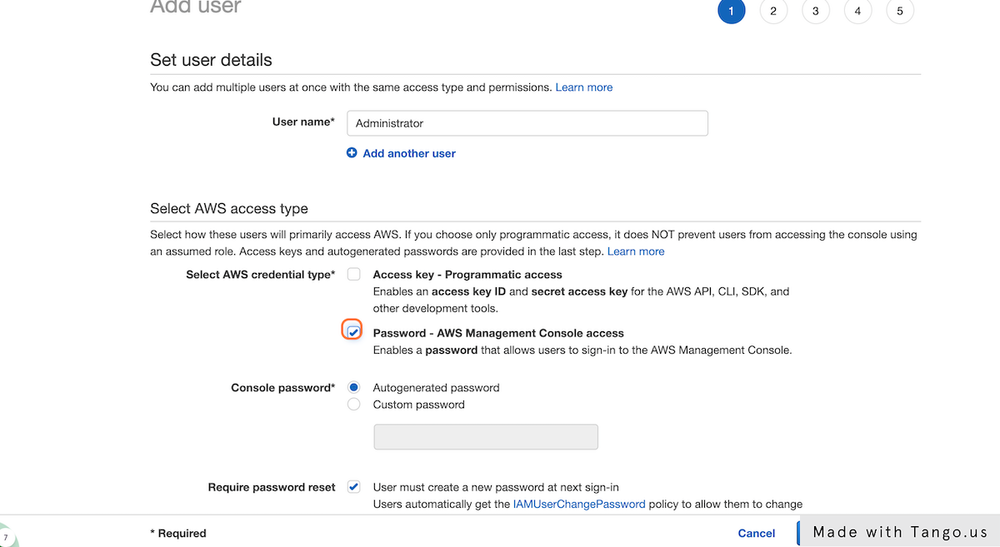 Add user
1 2 3 4 5
Set user details
You can add multiple users at once with the same access type and permissions. Learn more
User name* Administrator
Add another user
Select AWS access type
Select how these users will primarily access AWS. If you choose only programmatic access, it does NOT prevent users from accessing the console using
an assumed role. Access keys and autogenerated passwords are provided in the last step. Learn more
Select AWS credential type* Access key - Programmatic access
Enables an access key ID and secret access key for the AWS API, CLI, SDK, and
other development tools.
Password - AWS Management Console access
Enables a password that allows users to sign-in to the AWS Management Console.
Console password* Autogenerated password
Custom password
Require password reset User must create a new password at next sign-in
Users automatically get the IAMUserChangePassword policy to allow them to change
7
* Required Cancel
Made with Tango.us